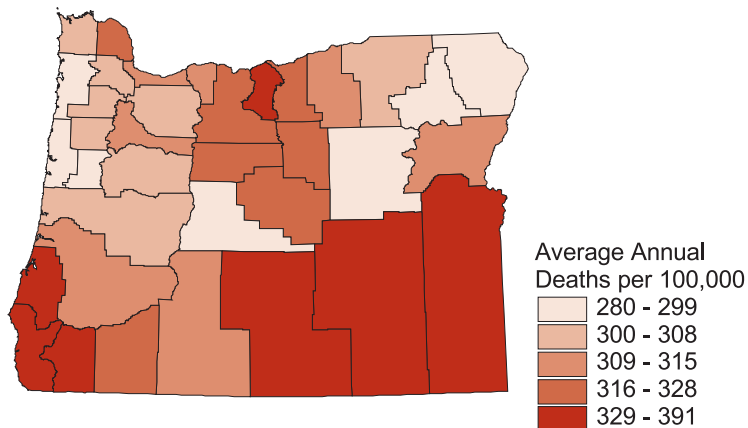 Average Annual
Deaths per 100,000
280 - 299
300 - 308
309 - 315
316 - 328
329 - 391